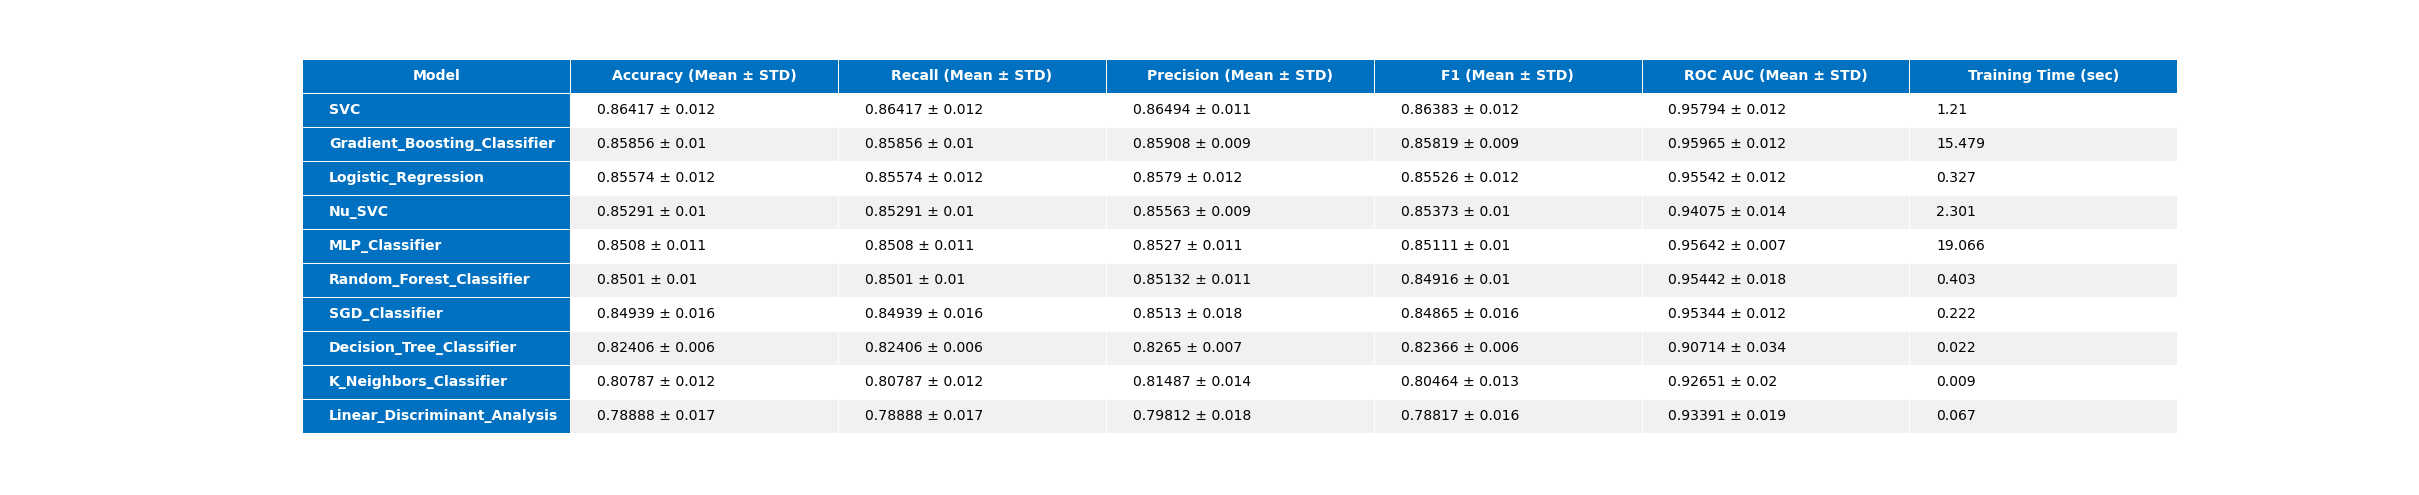 Model Accuracy (Mean ± STD) Recall (Mean ± STD) Precision (Mean ± STD) F1 (Mean ± STD) ROC AUC (Mean ± STD) Training Time (sec)
SVC 0.86417 ± 0.012 0.86417 ± 0.012 0.86494 ± 0.011 0.86383 ± 0.012 0.95794 ± 0.012 1.21
Gradient_Boosting_Classifier 0.85856 ± 0.01 0.85856 ± 0.01 0.85908 ± 0.009 0.85819 ± 0.009 0.95965 ± 0.012 15.479
Logistic_Regression 0.85574 ± 0.012 0.85574 ± 0.012 0.8579 ± 0.012 0.85526 ± 0.012 0.95542 ± 0.012 0.327
Nu_SVC 0.85291 ± 0.01 0.85291 ± 0.01 0.85563 ± 0.009 0.85373 ± 0.01 0.94075 ± 0.014 2.301
MLP_Classifier 0.8508 ± 0.011 0.8508 ± 0.011 0.8527 ± 0.011 0.85111 ± 0.01 0.95642 ± 0.007 19.066
Random_Forest_Classifier 0.8501 ± 0.01 0.8501 ± 0.01 0.85132 ± 0.011 0.84916 ± 0.01 0.95442 ± 0.018 0.403
SGD_Classifier 0.84939 ± 0.016 0.84939 ± 0.016 0.8513 ± 0.018 0.84865 ± 0.016 0.95344 ± 0.012 0.222
Decision_Tree_Classifier 0.82406 ± 0.006 0.82406 ± 0.006 0.8265 ± 0.007 0.82366 ± 0.006 0.90714 ± 0.034 0.022
K_Neighbors_Classifier 0.80787 ± 0.012 0.80787 ± 0.012 0.81487 ± 0.014 0.80464 ± 0.013 0.92651 ± 0.02 0.009
Linear_Discriminant_Analysis 0.78888 ± 0.017 0.78888 ± 0.017 0.79812 ± 0.018 0.78817 ± 0.016 0.93391 ± 0.019 0.067